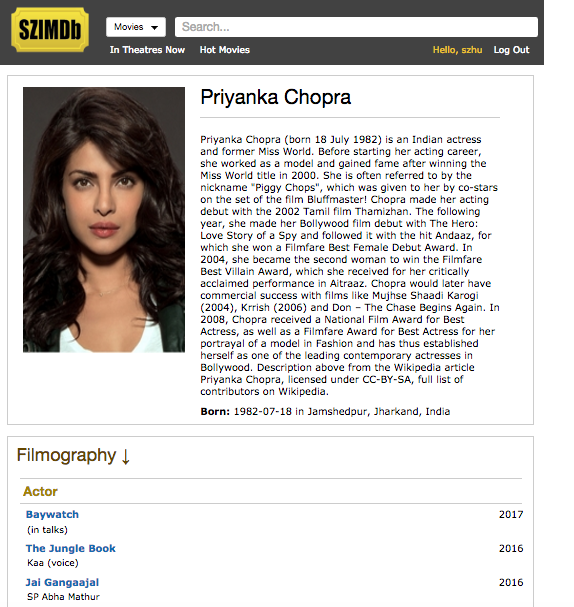 SZIMDb
Movies
Search...
In Theatres Now Hot Movies Hello, szhu Log Out
Priyanka Chopra
Priyanka Chopra (born 18 July 1982) is an Indian actress
and former Miss World. Before starting her acting career,
she worked as a model and gained fame after winning the
Miss World title in 2000. She is often referred to by the
nickname "Piggy Chops", which was given to her by co-stars
on the set of the film Bluffmaster! Chopra made her acting
debut with the 2002 Tamil film Thamizhan. The following
year, she made her Bollywood film debut with The Hero:
Love Story of a Spy and followed it with the hit Andaaz, for
which she won a Filmfare Best Female Debut Award. In
2004, she became the second woman to win the Filmfare
Best Villain Award, which she received for her critically
acclaimed performance in Aitraaz. Chopra would later have
commercial success with films like Mujhse Shaadi Karogi
(2004), Krrish (2006) and Don – The Chase Begins Again. In
2008, Chopra received a National Film Award for Best
Actress, as well as a Filmfare Award for Best Actress for her
portrayal of a model in Fashion and has thus established
herself as one of the leading contemporary actresses in
Bollywood. Description above from the Wikipedia article
Priyanka Chopra, licensed under CC-BY-SA, full list of
contributors on Wikipedia.
Born: 1982-07-18 in Jamshedpur, Jharkand, India
Filmography ↓
Actor
Baywatch 2017
(in talks)
The Jungle Book 2016
Kaa (voice)
Jai Gangaajal 2016
SP Abha Mathur